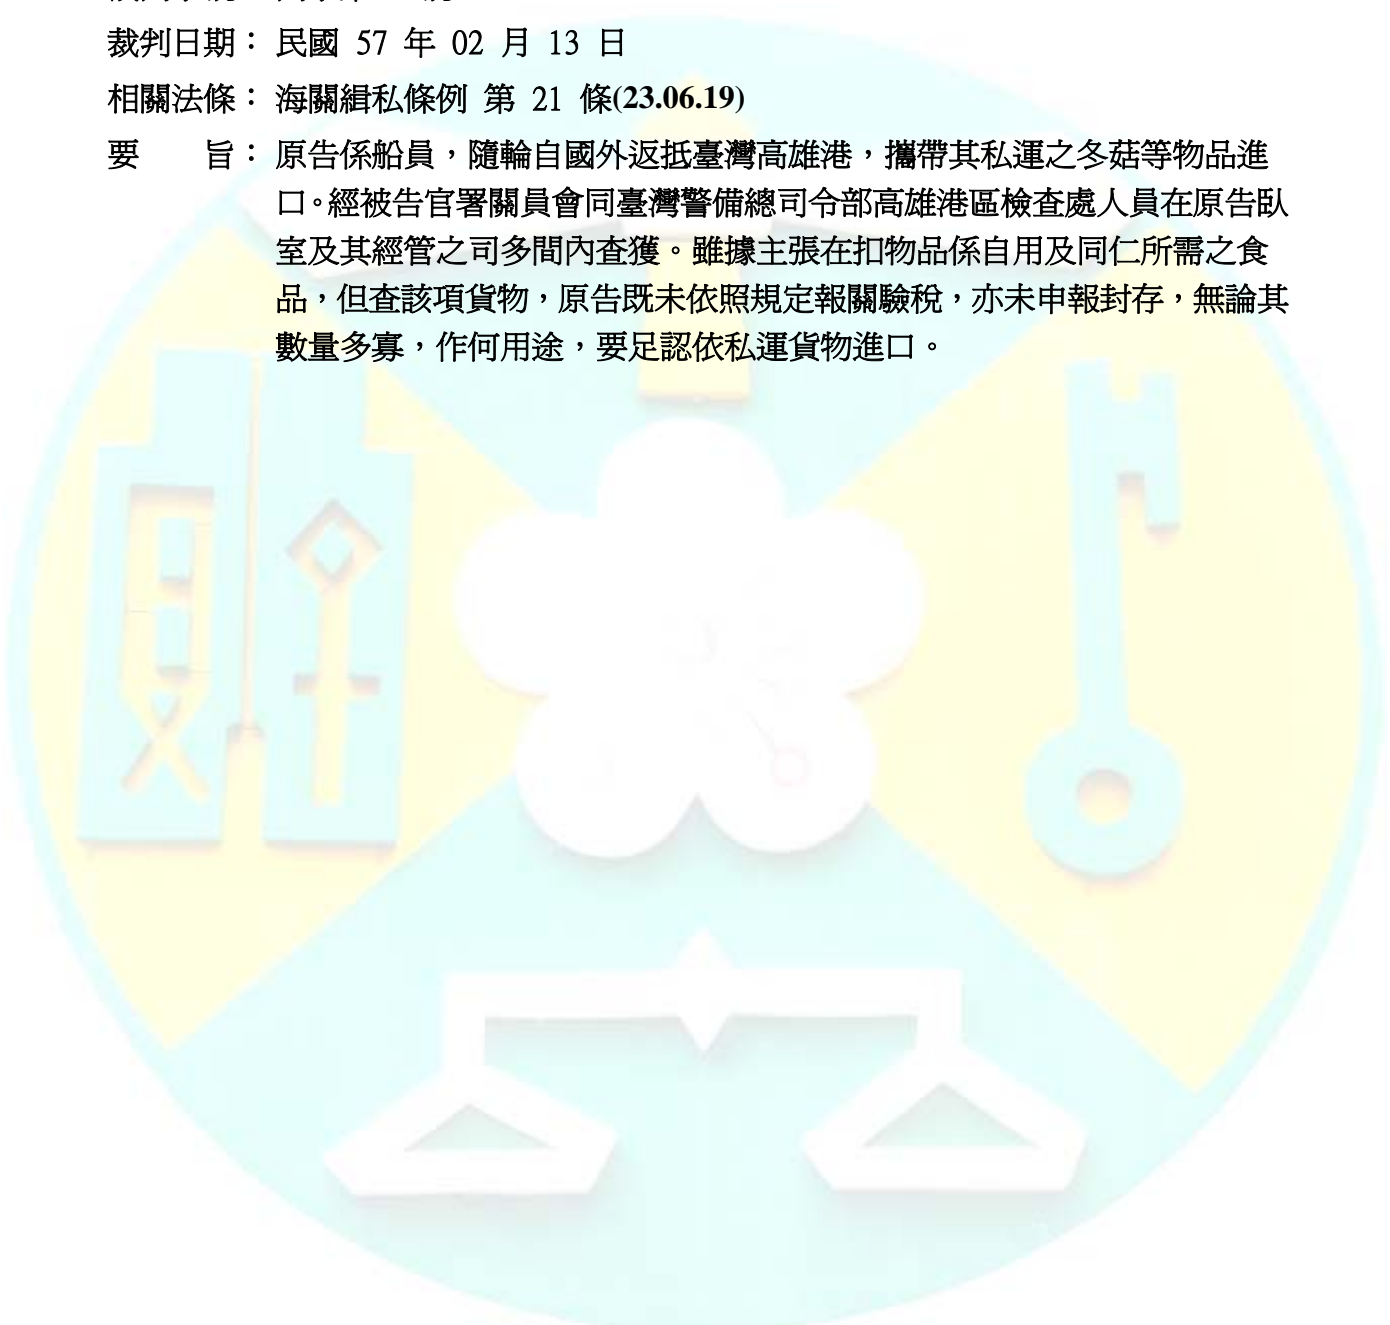 裁判日期： 民國 57 年 02 月 13 日
相關法條： 海關緝私條例 第 21 條(23.06.19)
要　　旨： 原告係船員，隨輪自國外返抵臺灣高雄港，攜帶其私運之冬菇等物品進
口。經被告官署關員會同臺灣警備總司令部高雄港區檢查處人員在原告臥
室及其經管之司多間內查獲。雖據主張在扣物品係自用及同仁所需之食
品，但查該項貨物，原告既未依照規定報關驗稅，亦未申報封存，無論其
數量多寡，作何用途，要足認依私運貨物進口。